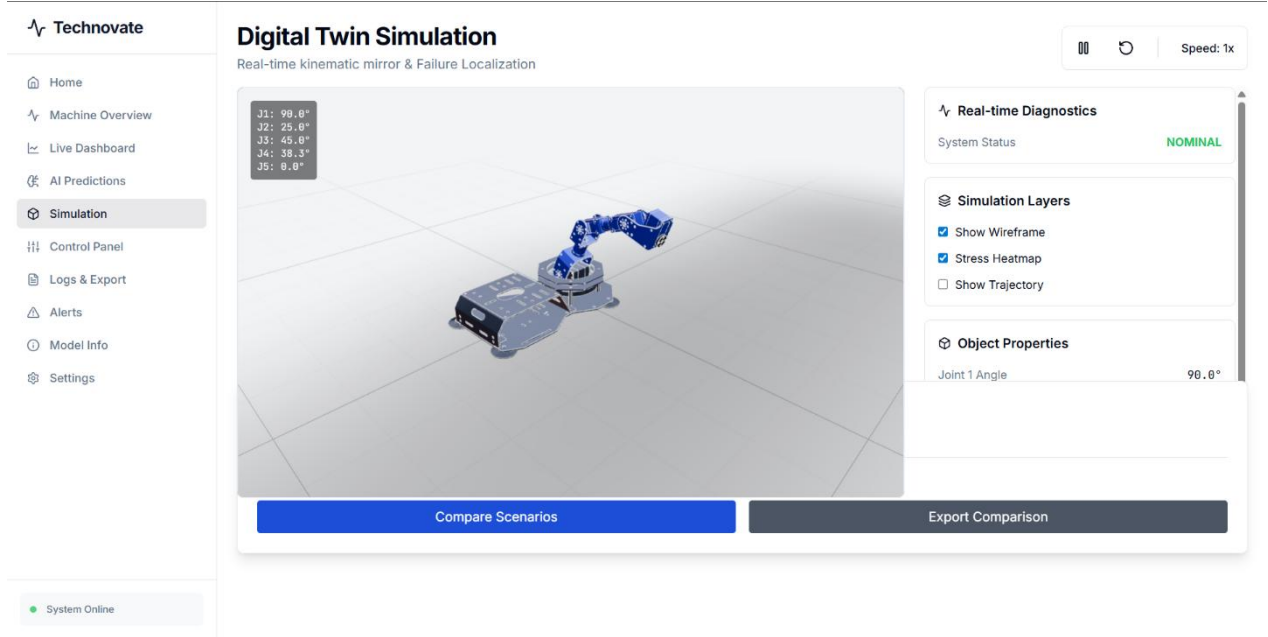 Technovate
Home
Machine Overview
Live Dashboard
AI Predictions
Simulation
Control Panel
Logs & Export
Alerts
Model Info
Settings
System Online
Digital Twin Simulation
Real-time kinematic mirror & Failure Localization
Speed: 1x
J1: 90.0°
J2: 25.0°
J3: 45.0°
J4: 38.3°
J5: 0.0°
Real-time Diagnostics
System Status NOMINAL
Simulation Layers
Show Wireframe
Stress Heatmap
Show Trajectory
Object Properties
Joint 1 Angle 90.0°
Compare Scenarios
Export Comparison